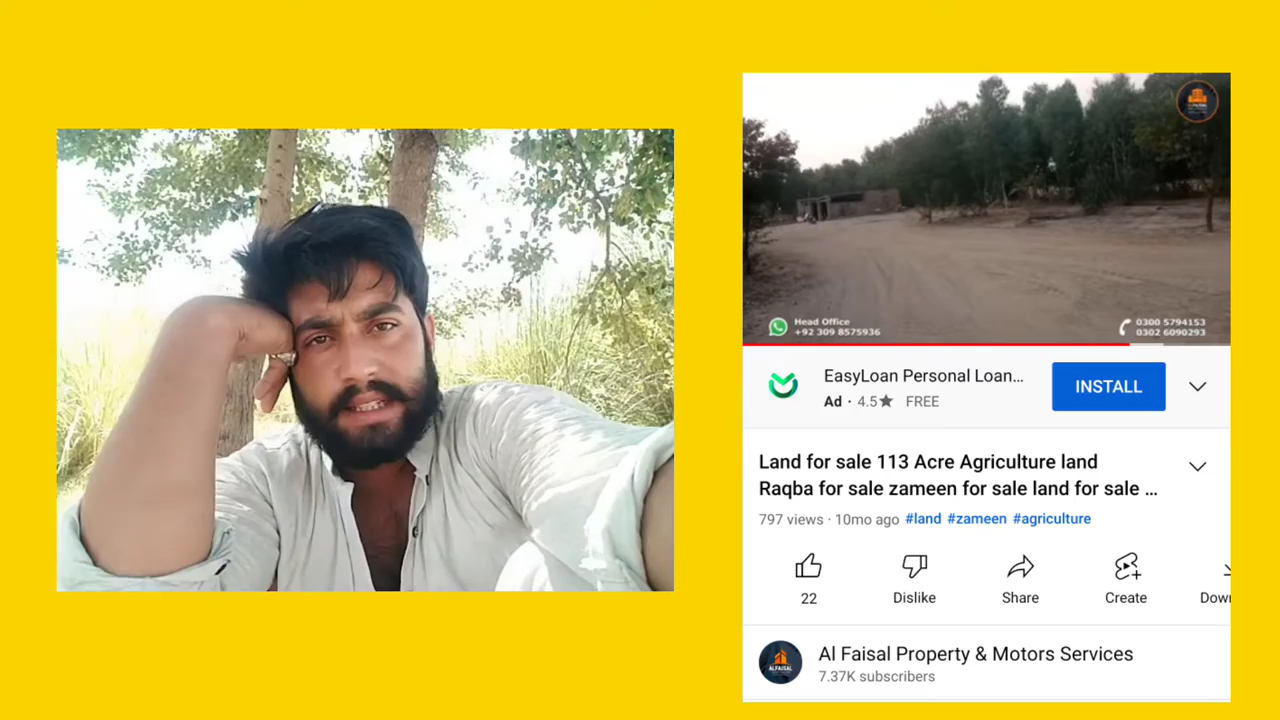 Head Office
+92 309 8575936
0300 5794153
0302 6090293
EasyLoan Personal Loan...
Ad · 4.5★ FREE
INSTALL
Land for sale 113 Acre Agriculture land
Raqba for sale zameen for sale land for sale ...
797 views · 10mo ago #land #zameen #agriculture
22
Dislike
Share
Create
Down
ALFAISAL
Al Faisal Property & Motors Services
7.37K subscribers